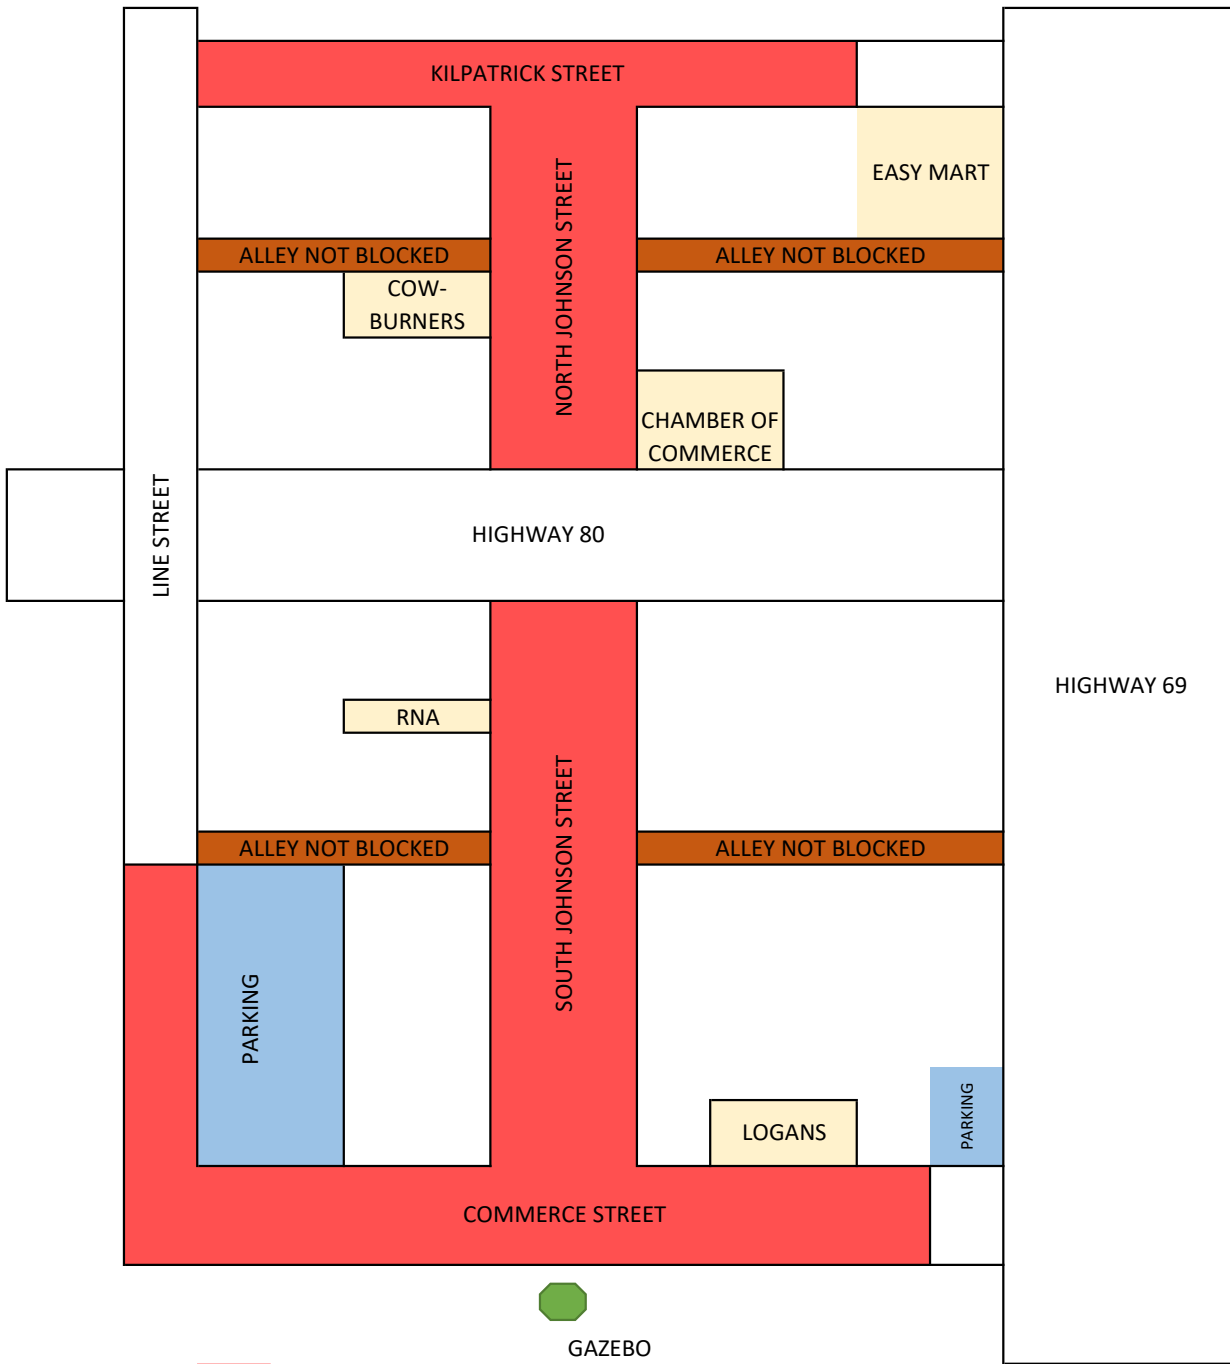 KILPATRICK STREET
EASY MART
NORTH JOHNSON STREET
ALLEY NOT BLOCKED
ALLEY NOT BLOCKED
COW-
BURNERS
CHAMBER OF
COMMERCE
LINE STREET
HIGHWAY 80
HIGHWAY 69
RNA
SOUTH JOHNSON STREET
ALLEY NOT BLOCKED
ALLEY NOT BLOCKED
PARKING
LOGANS
PARKING
COMMERCE STREET
GAZEBO